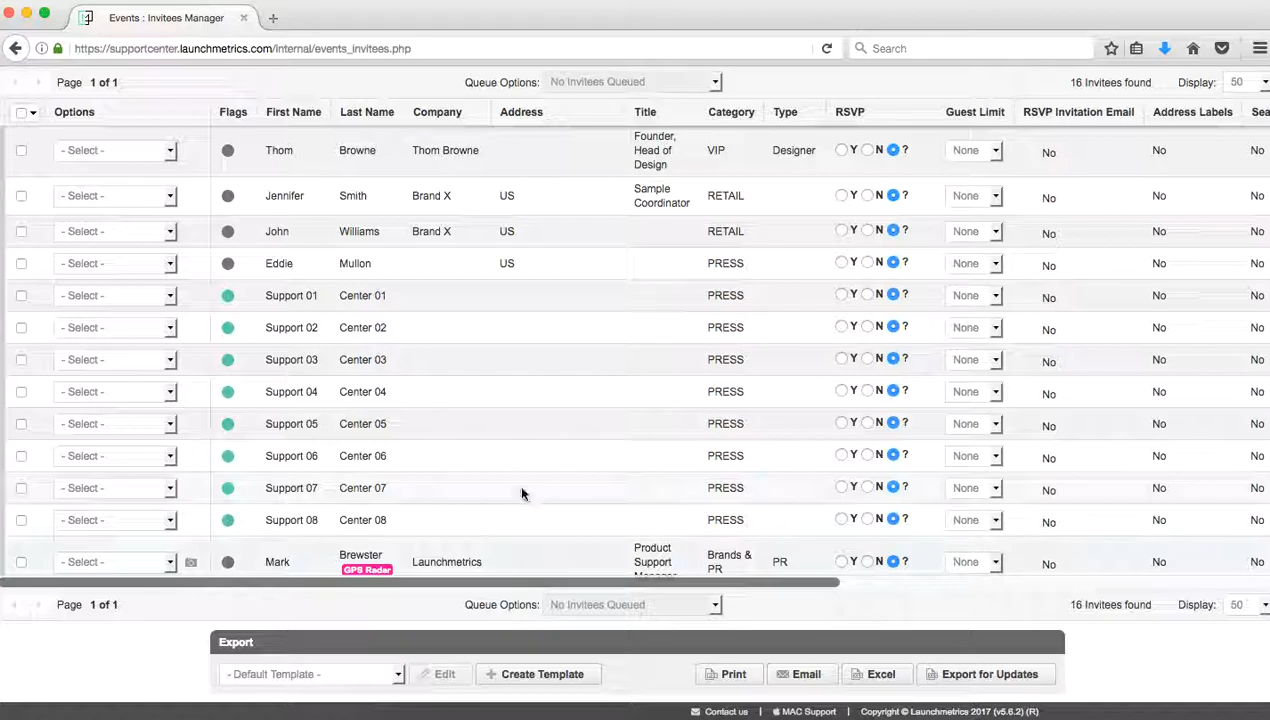 Events : Invitees Manager
https://supportcenter.launchmetrics.com/internal/events_invitees.php
Search
Page 1 of 1 Queue Options: No Invitees Queued 16 Invitees found Display: 50
Options Flags First Name Last Name Company Address Title Category Type RSVP Guest Limit RSVP Invitation Email Address Labels Sea
- Select - Thom Browne Thom Browne Founder, Head of Design VIP Designer Y N ? None No No No
- Select - Jennifer Smith Brand X US Sample Coordinator RETAIL Y N ? None No No No
- Select - John Williams Brand X US RETAIL Y N ? None No No No
- Select - Eddie Mullon US PRESS Y N ? None No No No
- Select - Support 01 Center 01 PRESS Y N ? None No No No
- Select - Support 02 Center 02 PRESS Y N ? None No No No
- Select - Support 03 Center 03 PRESS Y N ? None No No No
- Select - Support 04 Center 04 PRESS Y N ? None No No No
- Select - Support 05 Center 05 PRESS Y N ? None No No No
- Select - Support 06 Center 06 PRESS Y N ? None No No No
- Select - Support 07 Center 07 PRESS Y N ? None No No No
- Select - Support 08 Center 08 PRESS Y N ? None No No No
- Select - Mark Brewster GPS Radar Launchmetrics Product Support Brands & PR PR Y N ? None No No No
Page 1 of 1 Queue Options: No Invitees Queued 16 Invitees found Display: 50
Export
- Default Template - Edit Create Template Print Email Excel Export for Updates
Contact us | MAC Support | Copyright © Launchmetrics 2017 (v5.6.2) (R)